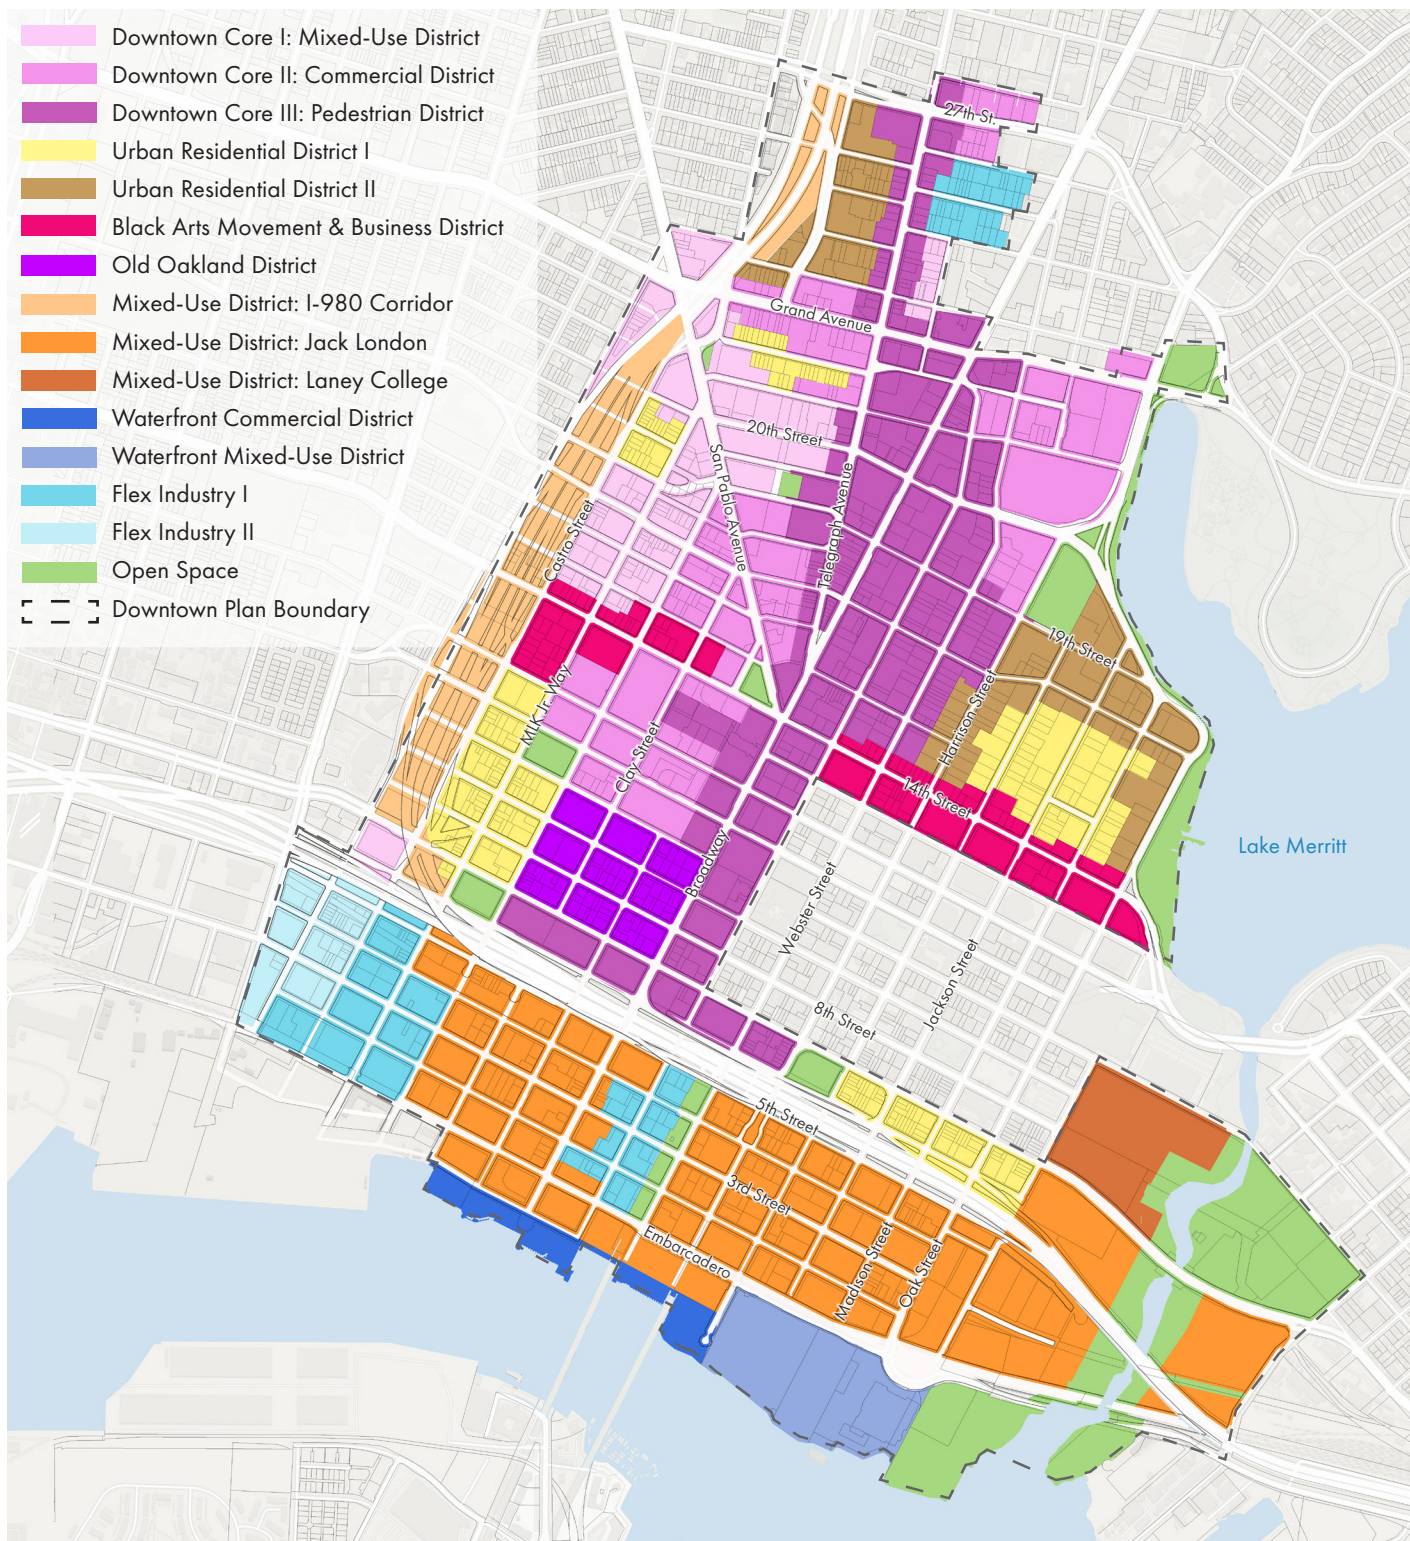 Downtown Core I: Mixed-Use District
Downtown Core II: Commercial District
Downtown Core III: Pedestrian District
Urban Residential District I
Urban Residential District II
Black Arts Movement & Business District
Old Oakland District
Mixed-Use District: I-980 Corridor
Mixed-Use District: Jack London
Mixed-Use District: Laney College
Waterfront Commercial District
Waterfront Mixed-Use District
Flex Industry I
Flex Industry II
Open Space
Downtown Plan Boundary
27th St.
Grand Avenue
20th Street
San Pablo Avenue
Telegraph Avenue
Castro Street
19th Street
MLK Jr. Way
Harrison Street
Clay Street
14th Street
Broadway
Lake Merritt
Webster Street
Jackson Street
8th Street
5th Street
3rd Street
Embarcadero
Madison Street
Oak Street